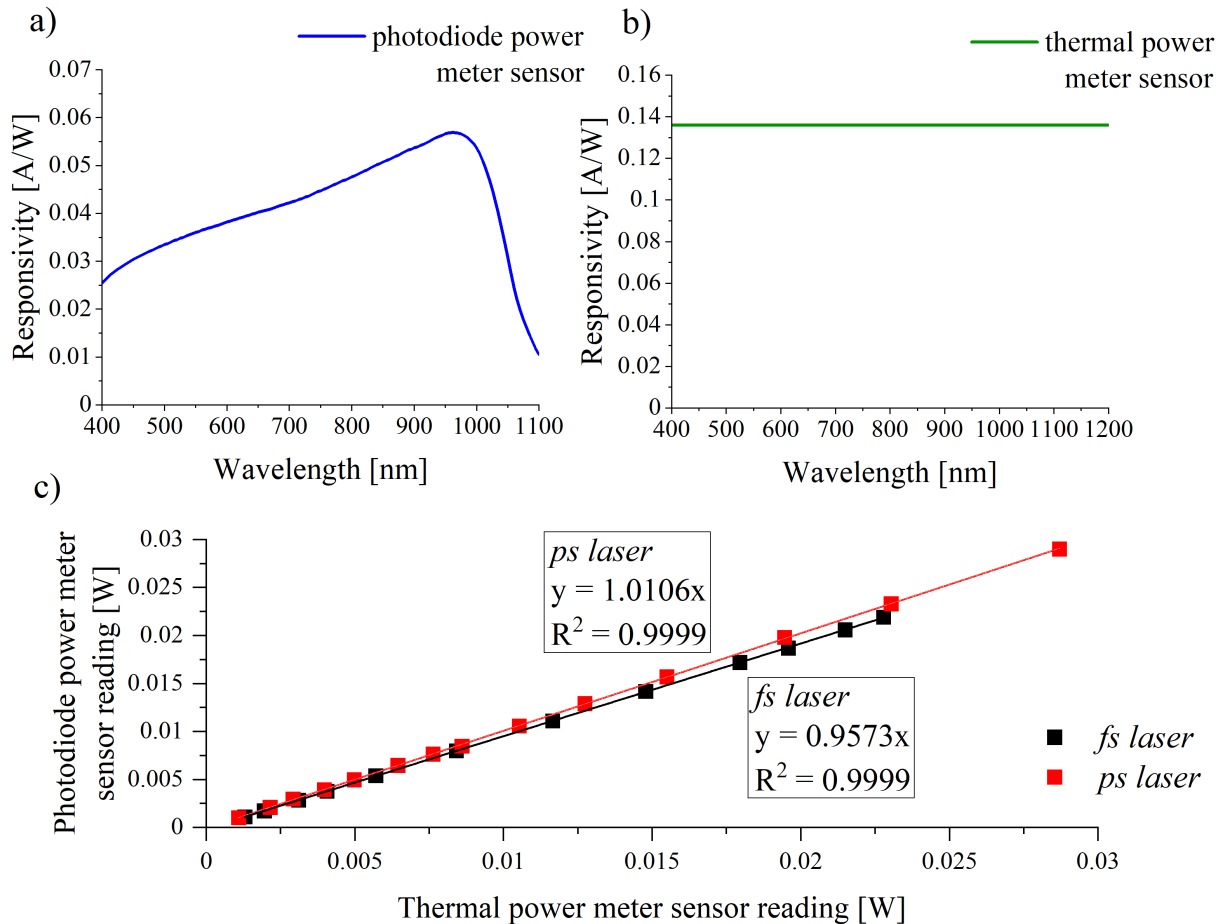 a)
photodiode power
meter sensor
0.07
0.06
0.05
0.04
0.03
0.02
0.01
0
Responsivity [A/W]
400 500 600 700 800 900 1000 1100
Wavelength [nm]
b)
thermal power
meter sensor
0.16
0.14
0.12
0.1
0.08
0.06
0.04
0.02
0
Responsivity [A/W]
400 500 600 700 800 900 1000 1100 1200
Wavelength [nm]
c)
Photodiode power meter
sensor reading [W]
0.03
0.025
0.02
0.015
0.01
0.005
0
ps laser
y = 1.0106x
R² = 0.9999
fs laser
y = 0.9573x
R² = 0.9999
fs laser
ps laser
0 0.005 0.01 0.015 0.02 0.025 0.03
Thermal power meter sensor reading [W]